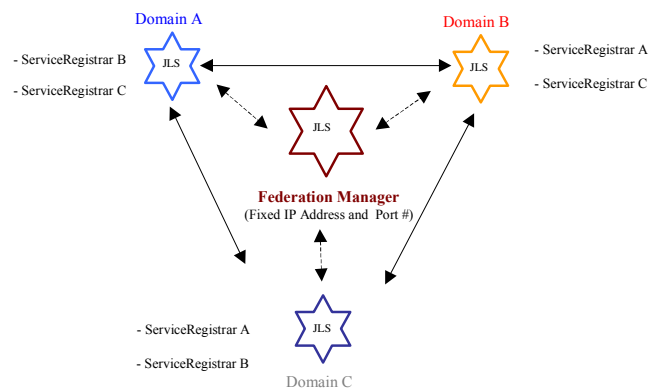 Domain A
Domain B
- ServiceRegistrar B
JLS
JLS
- ServiceRegistrar A
- ServiceRegistrar C
- ServiceRegistrar C
JLS
Federation Manager
(Fixed IP Address and Port #)
- ServiceRegistrar A
JLS
- ServiceRegistrar B
Domain C